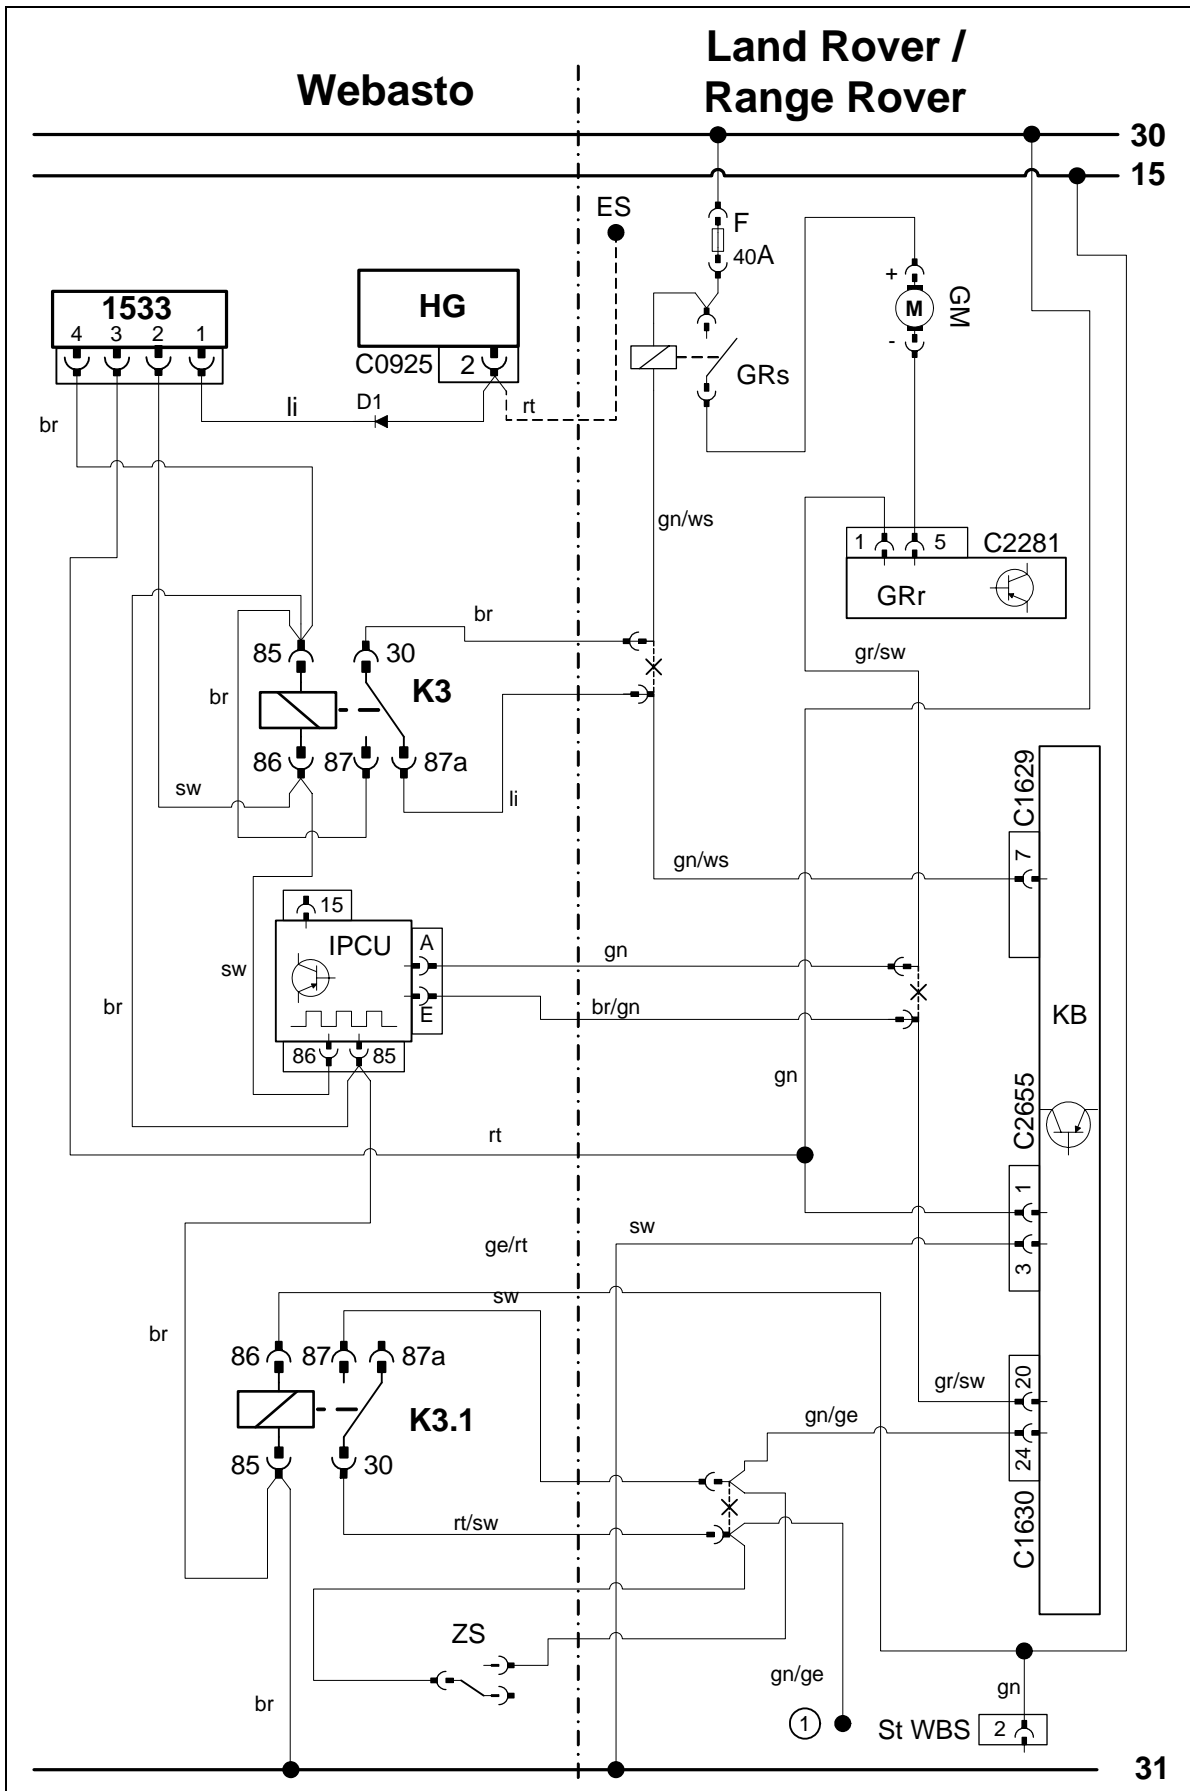 Webasto
Land Rover /
Range Rover
30
15
ES
F
40A
1533
4 3 2 1
HG
C0925 2
+
M
-
GM
GRs
D1
li
rt
br
gn/ws
1 5 C2281
GRr
br
85 30
gr/sw
K3
br
86 87 87a
C1629
sw
li
7
gn/ws
15
IPCU
A
gn
sw
br
E
br/gn
KB
86 85
gn
C2655
rt
1
sw
ge/rt
3
sw
br
86 87 87a
20
gr/sw
K3.1
gn/ge
24
85 30
rt/sw
C1630
ZS
gn/ge
gn
br
1
St WBS 2
31